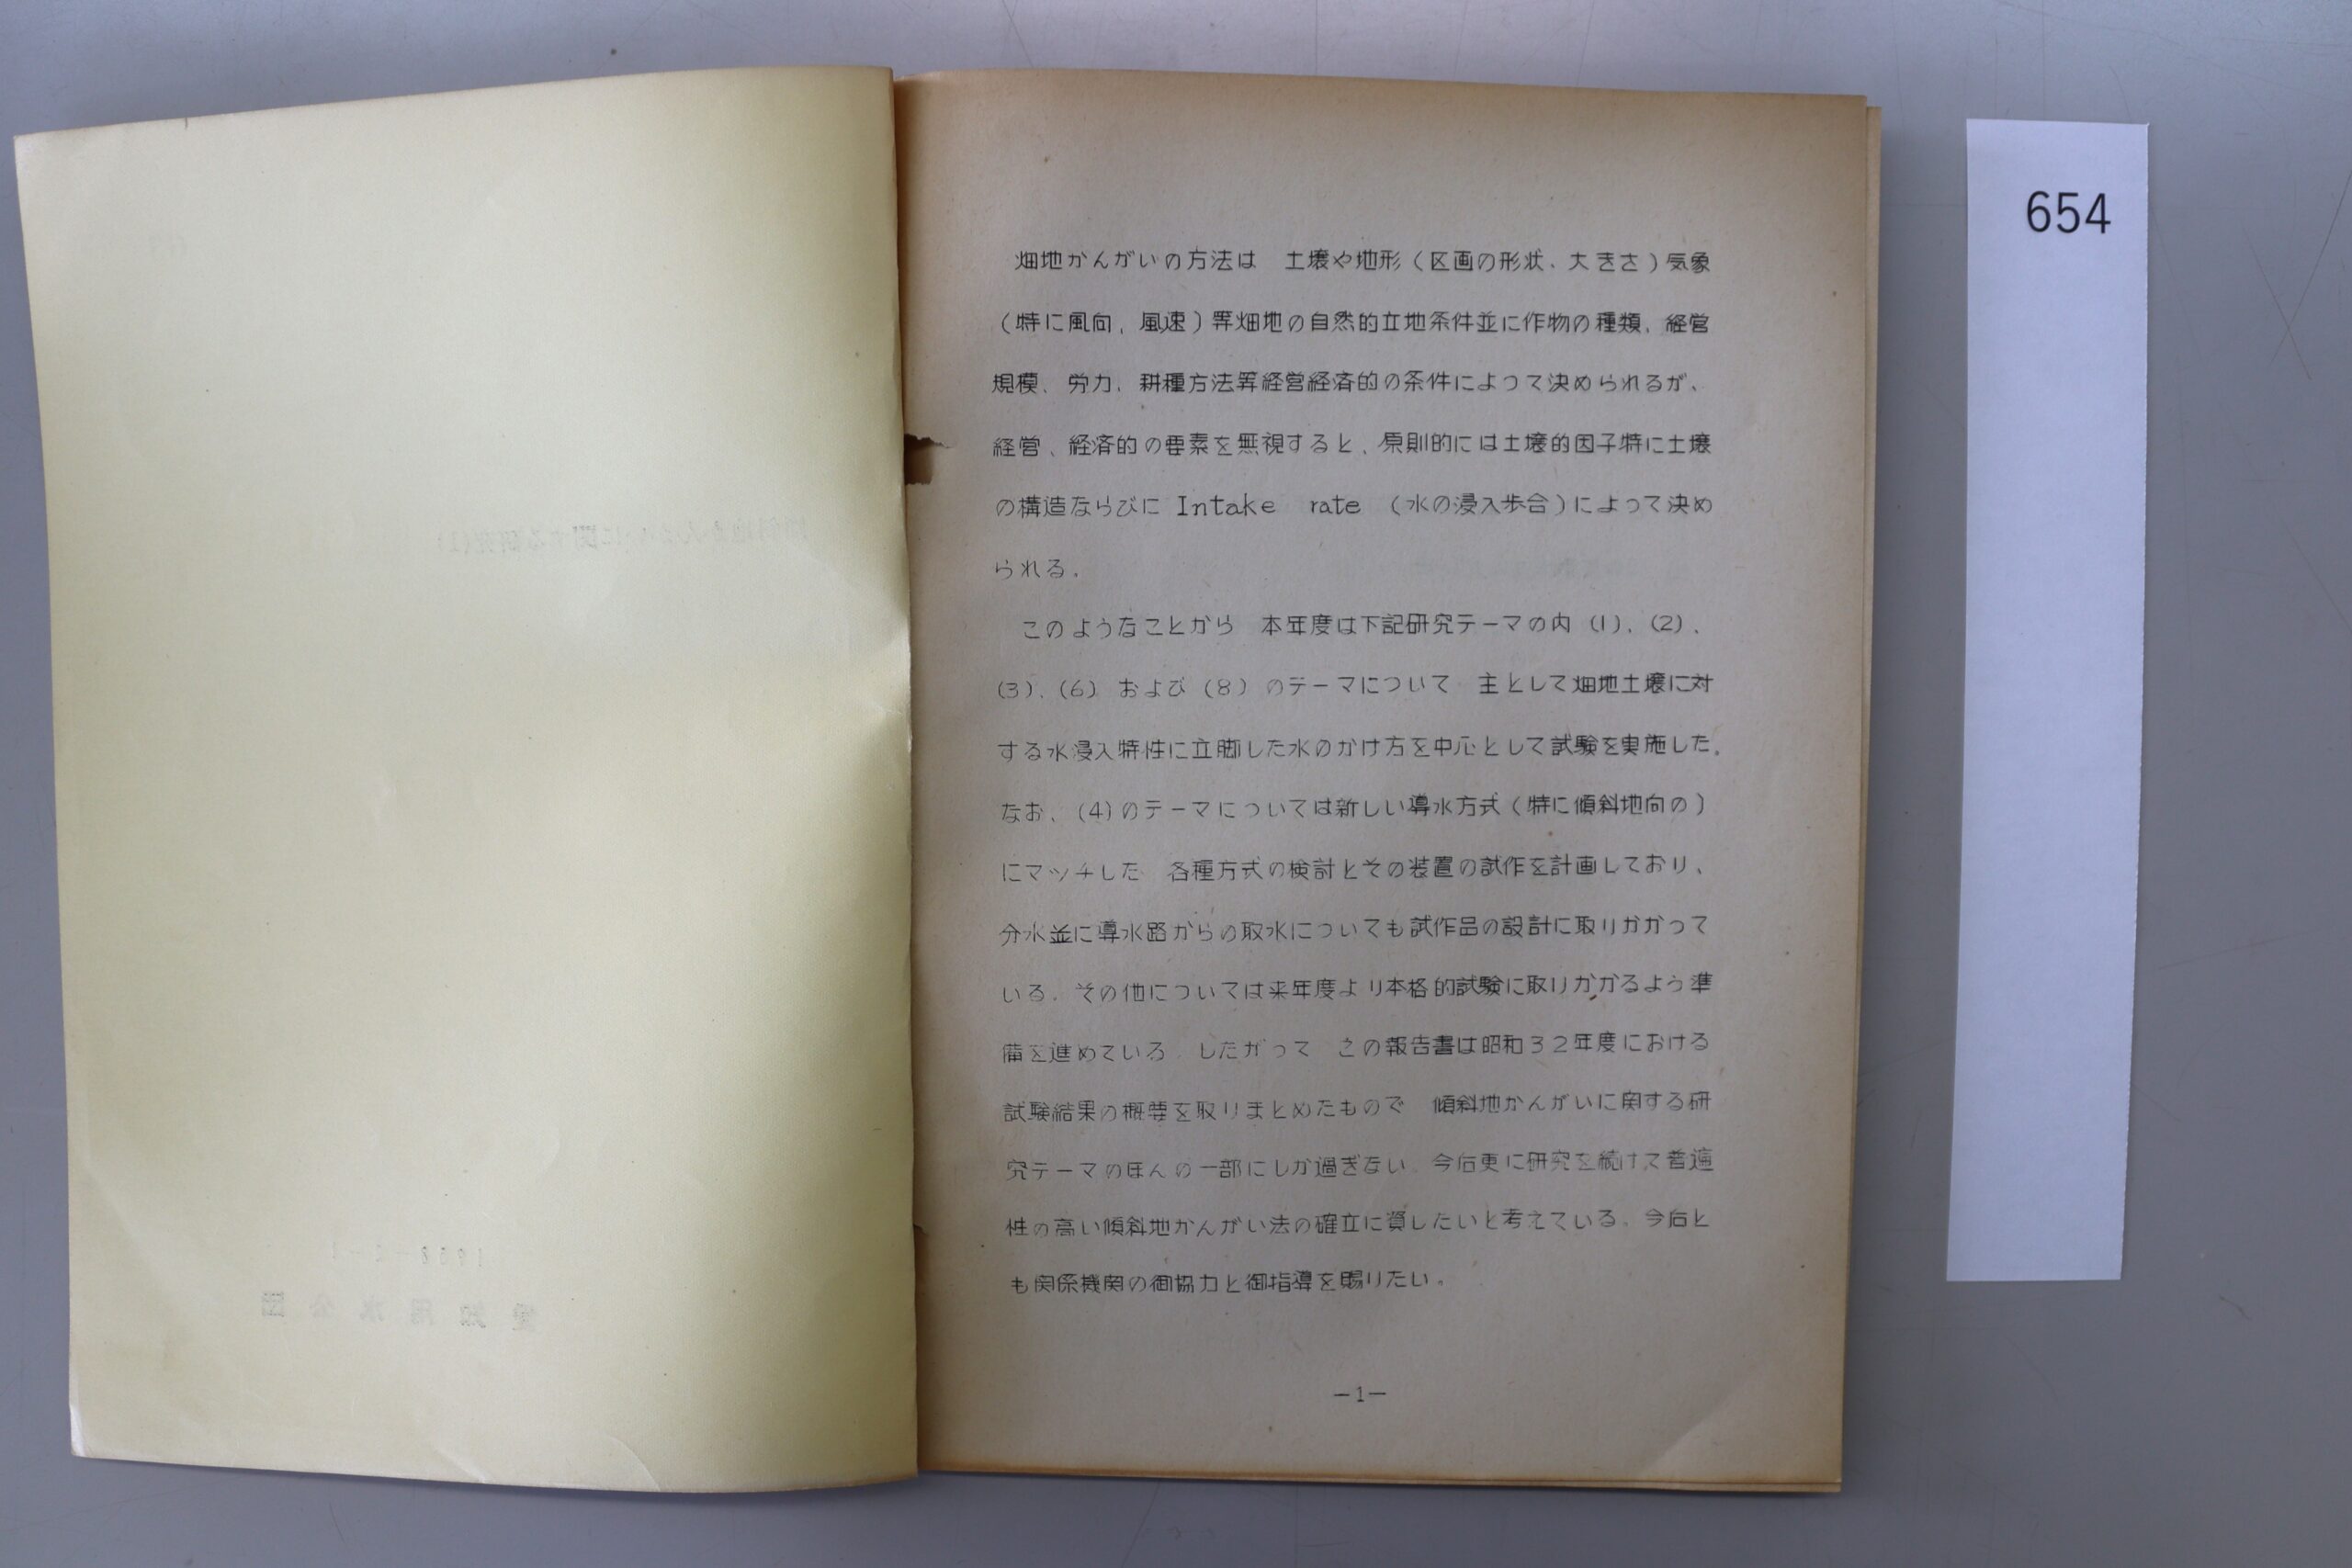 畑地かんがいの方法は 土壌や地形(区画の形状、大きさ)気象
(特に風向、風速)等畑地の自然的立地条件並に作物の種類、経営
規模、労力、耕種方法等経営経済的の条件によつて決められるが、
経営、経済的の要素を無視すると、原則的には土壌的因子特に土壌
の構造ならびに Intake rate (水の浸入歩合)によつて決め
られる。
このようなことから 本年度は下記研究テーマの内 (1)、(2)、
(3)、(6) および (8) のテーマについて 主として畑地土壌に対
する水浸入特性に立脚した水のかけ方を中心として試験を実施した。
なお、(4)のテーマについては新しい導水方式(特に傾斜地向の)
にマッチした 各種方式の検討とその装置の試作を計画しており、
分水並に導水路からの取水についても試作品の設計に取りかかつて
いる。その他については来年度より本格的試験に取りかかるよう準
備を進めている。したがつて この報告書は昭和32年度における
試験結果の概要を取りまとめたもので 傾斜地かんがいに関する研
究テーマのほんの一部にしか過ぎない。今后更に研究を続けて普遍
性の高い傾斜地かんがい法の確立に資したいと考えている。今后と
も関係機関の御協力と御指導を賜りたい。
—1—
654